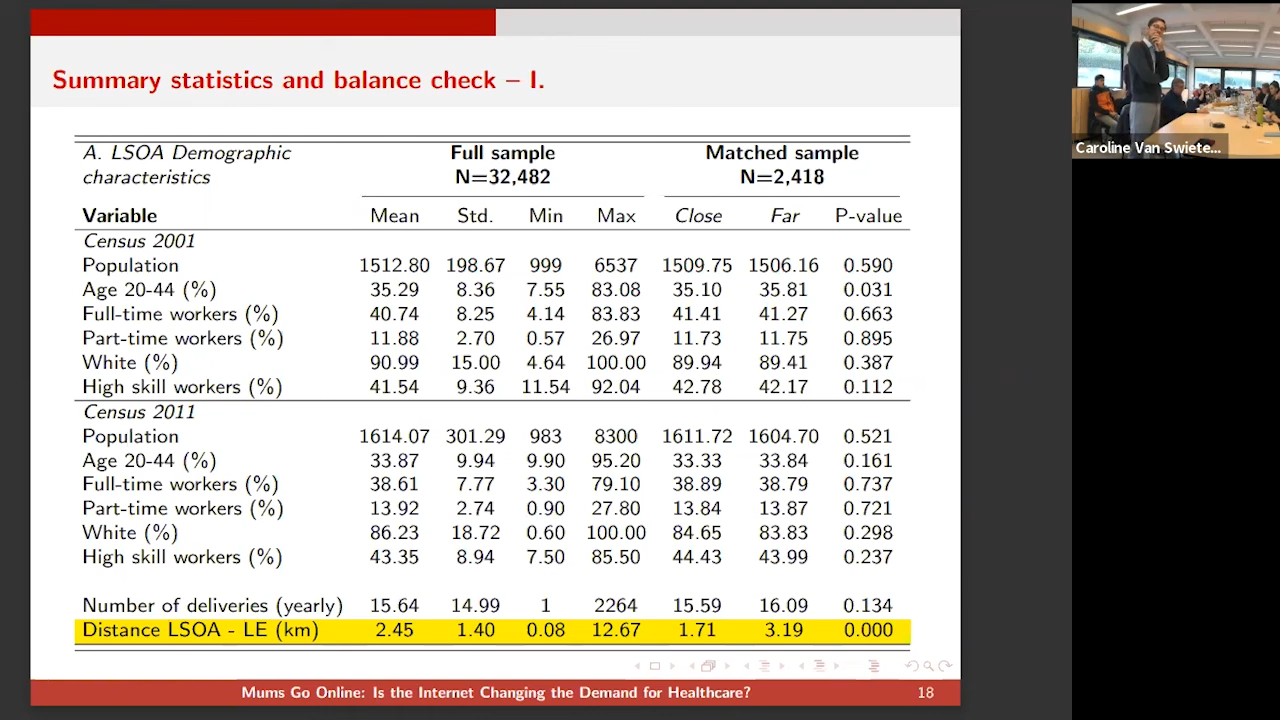 Summary statistics and balance check – I.
A. LSOA Demographic characteristics Full sample N=32,482 Matched sample N=2,418
Variable Mean Std. Min Max Close Far P-value
Census 2001
Population 1512.80 198.67 999 6537 1509.75 1506.16 0.590
Age 20-44 (%) 35.29 8.36 7.55 83.08 35.10 35.81 0.031
Full-time workers (%) 40.74 8.25 4.14 83.83 41.41 41.27 0.663
Part-time workers (%) 11.88 2.70 0.57 26.97 11.73 11.75 0.895
White (%) 90.99 15.00 4.64 100.00 89.94 89.41 0.387
High skill workers (%) 41.54 9.36 11.54 92.04 42.78 42.17 0.112
Census 2011
Population 1614.07 301.29 983 8300 1611.72 1604.70 0.521
Age 20-44 (%) 33.87 9.94 9.90 95.20 33.33 33.84 0.161
Full-time workers (%) 38.61 7.77 3.30 79.10 38.89 38.79 0.737
Part-time workers (%) 13.92 2.74 0.90 27.80 13.84 13.87 0.721
White (%) 86.23 18.72 0.60 100.00 84.65 83.83 0.298
High skill workers (%) 43.35 8.94 7.50 85.50 44.43 43.99 0.237
Number of deliveries (yearly) 15.64 14.99 1 2264 15.59 16.09 0.134
Distance LSOA - LE (km) 2.45 1.40 0.08 12.67 1.71 3.19 0.000
Mums Go Online: Is the Internet Changing the Demand for Healthcare? 18
Caroline Van Swiete...